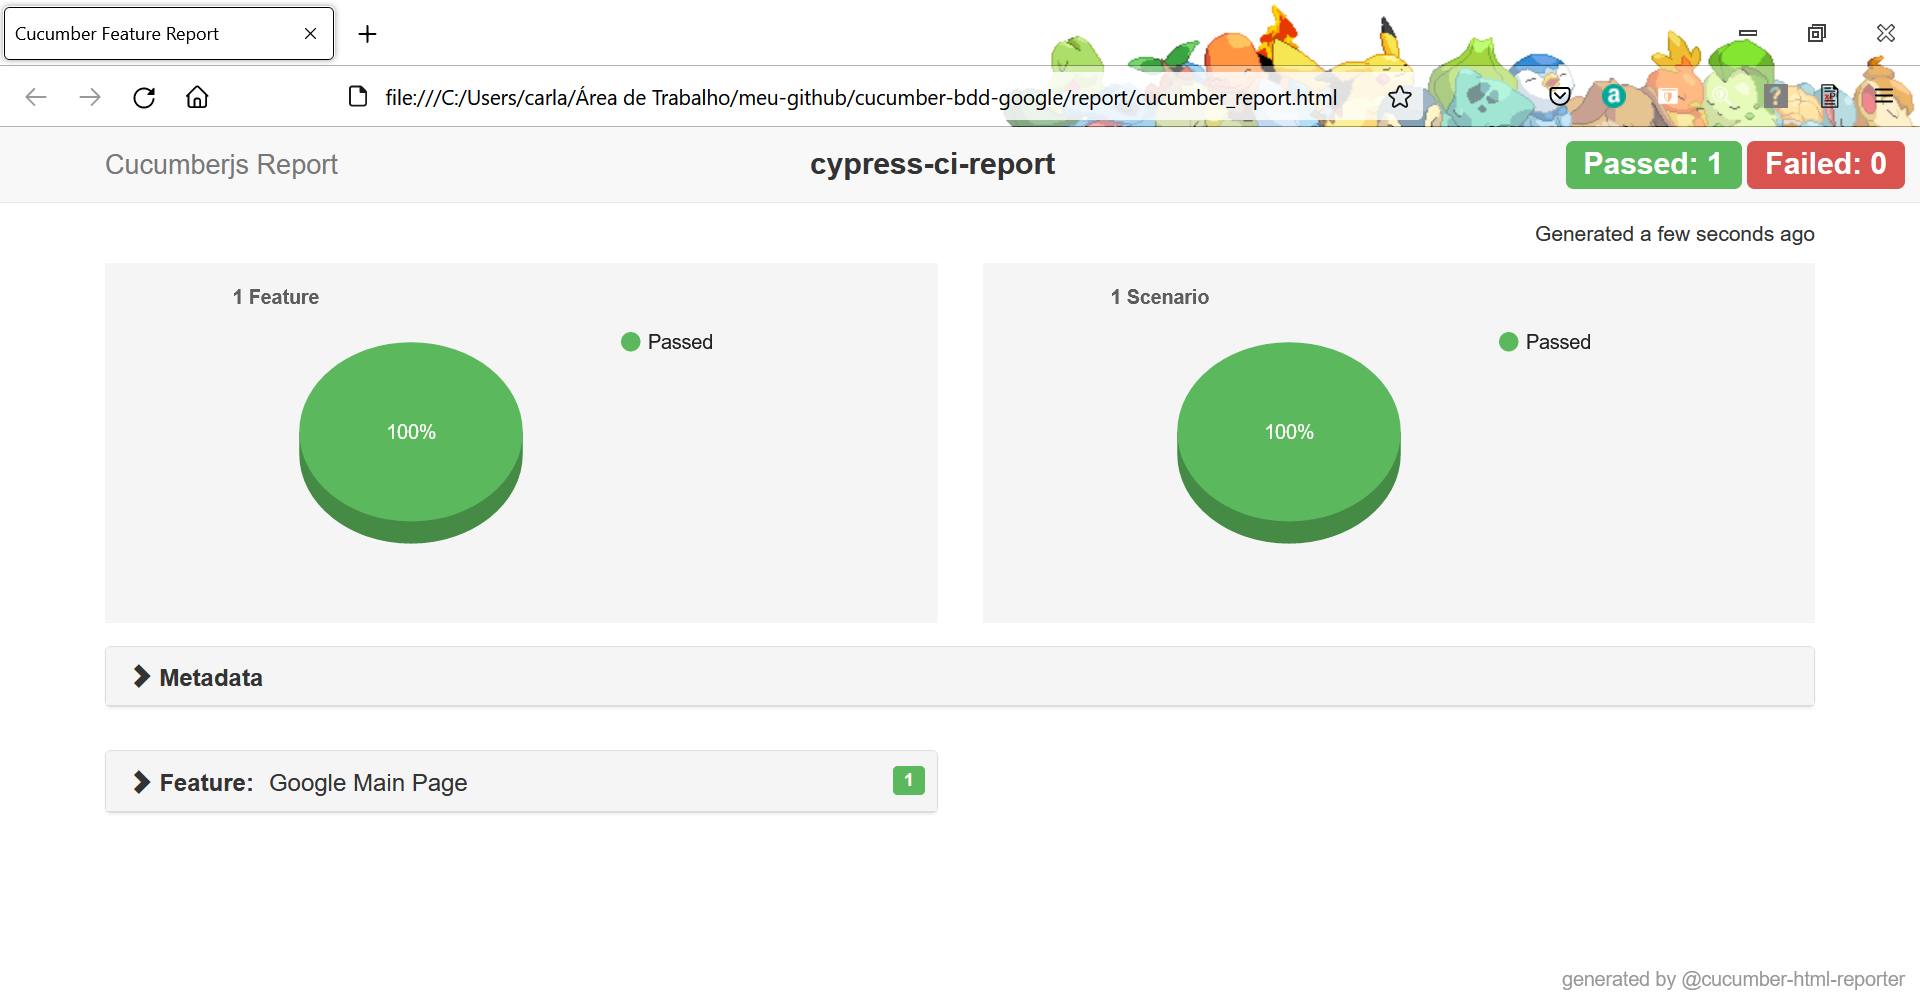 Cucumber Feature Report
file:///C:/Users/carla/Área de Trabalho/meu-github/cucumber-bdd-google/report/cucumber_report.html
a
?
Cucumberjs Report
cypress-ci-report
Passed: 1
Failed: 0
Generated a few seconds ago
1 Feature
Passed
100%
1 Scenario
Passed
100%
Metadata
Feature: Google Main Page
1
generated by @cucumber-html-reporter